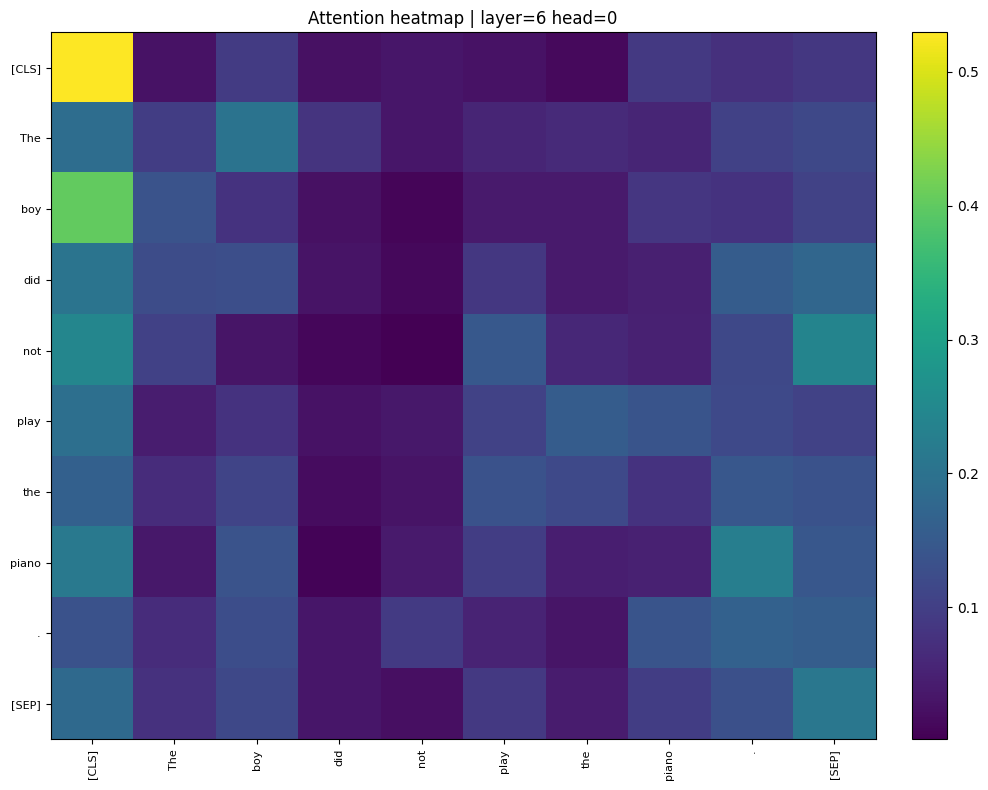 Attention heatmap | layer=6 head=0
[CLS]
The
boy
did
not
play
the
piano
.
[SEP]
[CLS]
The
boy
did
not
play
the
piano
.
[SEP]
0.5
0.4
0.3
0.2
0.1